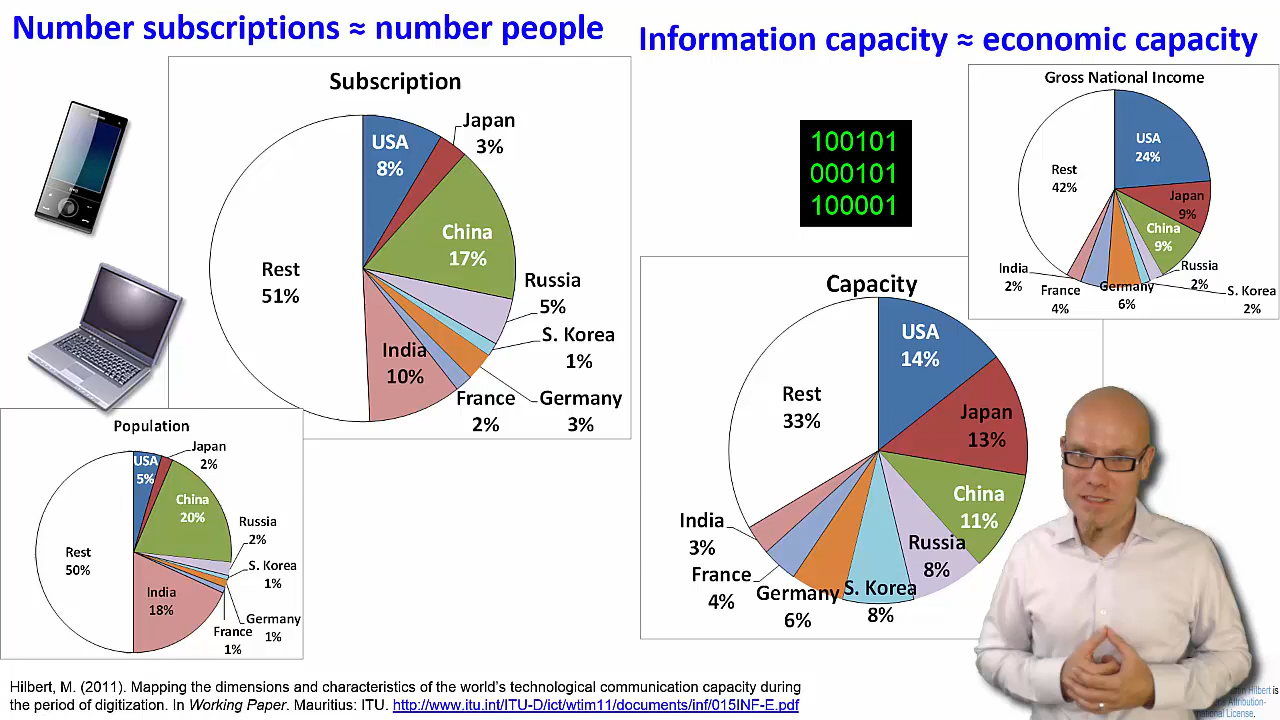 Number subscriptions ≈ number people
Information capacity ≈ economic capacity
Subscription
USA
8%
Japan
3%
China
17%
Russia
5%
S. Korea
1%
Germany
3%
France
2%
India
10%
Rest
51%
Population
USA
5%
Japan
2%
China
20%
Russia
2%
S. Korea
1%
Germany
1%
France
1%
India
18%
Rest
50%
100101
000101
100001
Gross National Income
USA
24%
Japan
9%
China
9%
Russia
2%
S. Korea
2%
Germany
6%
France
4%
India
2%
Rest
42%
Capacity
USA
14%
Japan
13%
China
11%
Russia
8%
S. Korea
8%
Germany
6%
France
4%
India
3%
Rest
33%
Hilbert, M. (2011). Mapping the dimensions and characteristics of the world's technological communication capacity during
the period of digitization. In Working Paper. Mauritius: ITU. http://www.itu.int/ITU-D/ict/wtim11/documents/inf/015INF-E.pdf
Hilbert is
Attribution-
License.